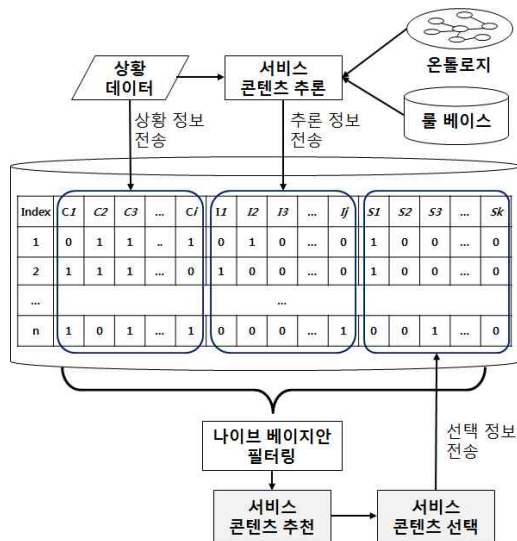 상황
데이터
서비스
콘텐츠 추론
온톨로지
룰 베이스
상황 정보
전송
추론 정보
전송
Index C1 C2 C3 ... Ci I1 I2 I3 ... Ij S1 S2 S3 ... Sk
1 0 1 1 .. 1 0 1 0 ... 0 1 0 0 ... 0
2 1 1 1 ... 0 1 0 0 ... 0 1 0 0 ... 0
... ...
n 1 0 1 ... 1 0 0 0 ... 1 0 0 1 ... 0
나이브 베이지안
필터링
선택 정보
전송
서비스
콘텐츠 추천
서비스
콘텐츠 선택